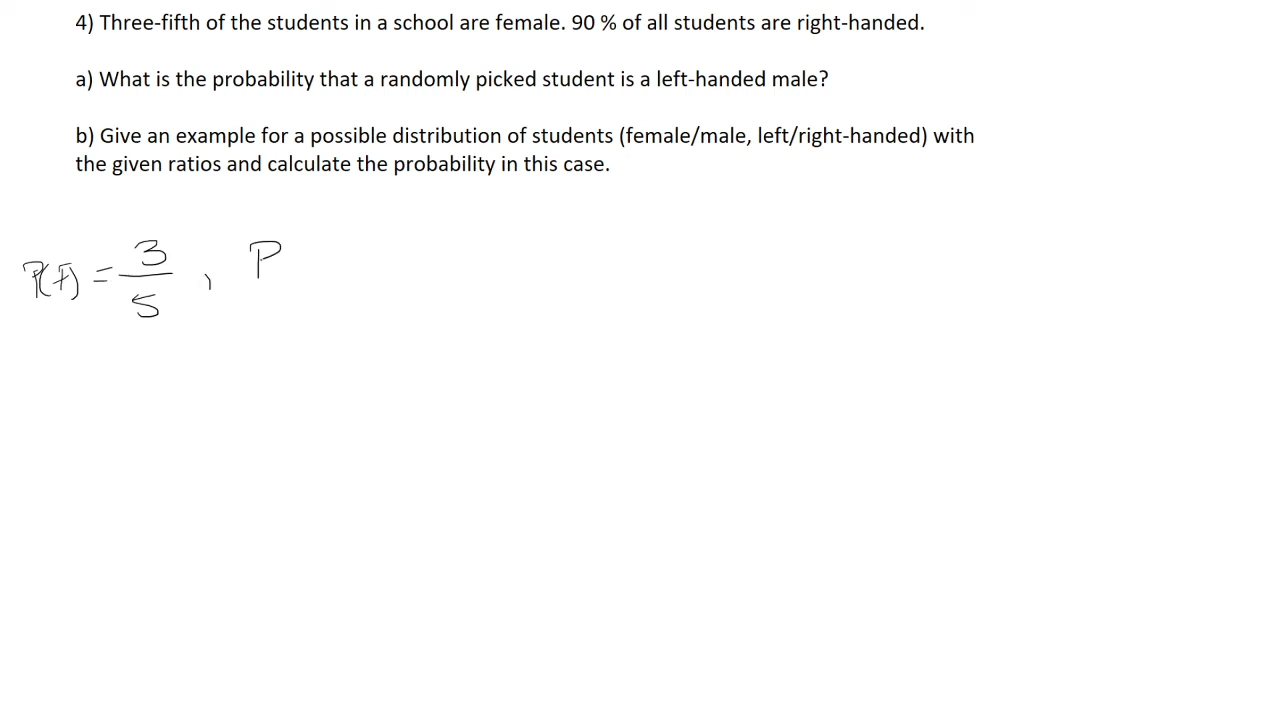 4) Three-fifth of the students in a school are female. 90 % of all students are right-handed.
a) What is the probability that a randomly picked student is a left-handed male?
b) Give an example for a possible distribution of students (female/male, left/right-handed) with
the given ratios and calculate the probability in this case.
P(F) = 3/5 , P